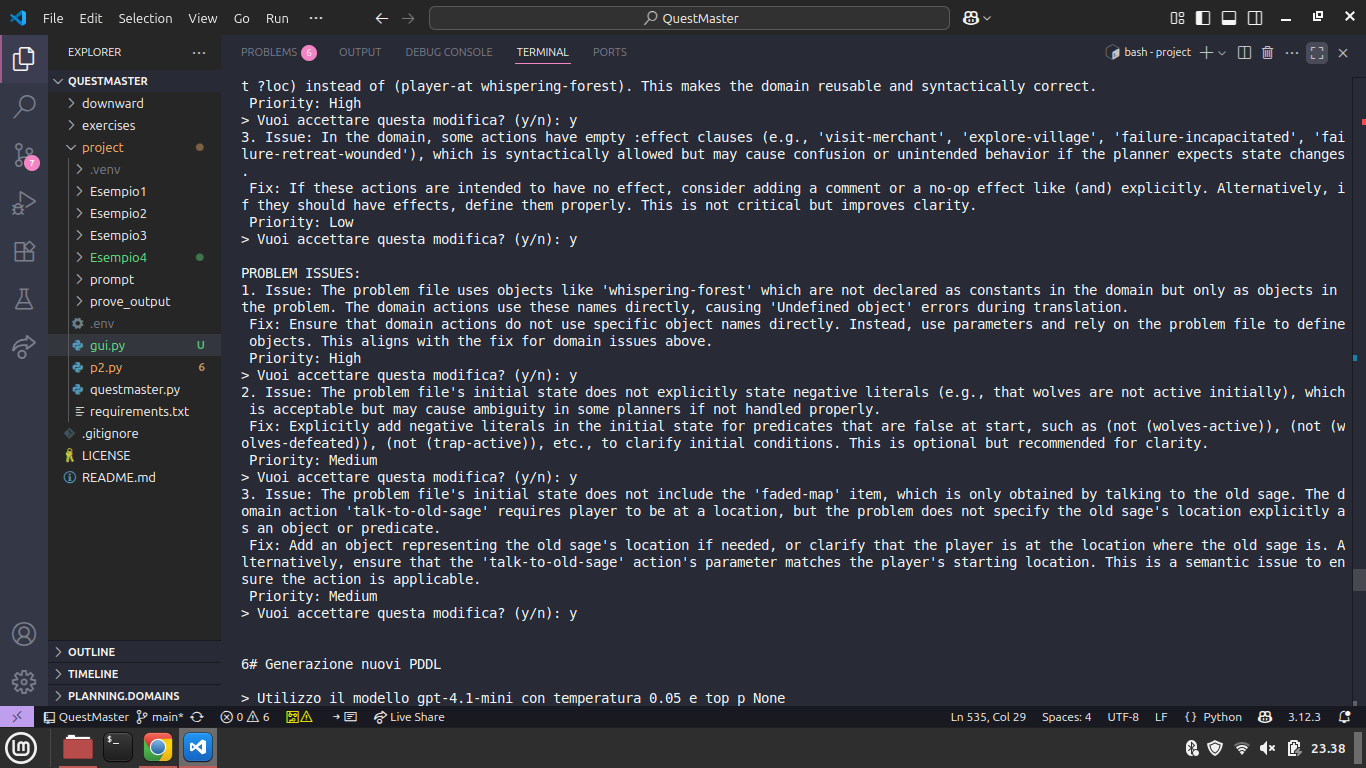 File Edit Selection View Go Run ··· QuestMaster
EXPLORER ···
QUESTMASTER
downward
exercises
project
.venv
Esempio1
Esempio2
Esempio3
Esempio4
prompt
prove_output
.env
gui.py U
p2.py 6
questmaster.py
requirements.txt
.gitignore
LICENSE
README.md
OUTLINE
TIMELINE
PLANNING.DOMAINS
7
PROBLEMS 6 OUTPUT DEBUG CONSOLE TERMINAL PORTS bash - project
t ?loc) instead of (player-at whispering-forest). This makes the domain reusable and syntactically correct.
Priority: High
> Vuoi accettare questa modifica? (y/n): y
3. Issue: In the domain, some actions have empty :effect clauses (e.g., 'visit-merchant', 'explore-village', 'failure-incapacitated', 'fai
lure-retreat-wounded'), which is syntactically allowed but may cause confusion or unintended behavior if the planner expects state changes
.
Fix: If these actions are intended to have no effect, consider adding a comment or a no-op effect like (and) explicitly. Alternatively, i
f they should have effects, define them properly. This is not critical but improves clarity.
Priority: Low
> Vuoi accettare questa modifica? (y/n): y
PROBLEM ISSUES:
1. Issue: The problem file uses objects like 'whispering-forest' which are not declared as constants in the domain but only as objects in
the problem. The domain actions use these names directly, causing 'Undefined object' errors during translation.
Fix: Ensure that domain actions do not use specific object names directly. Instead, use parameters and rely on the problem file to define
objects. This aligns with the fix for domain issues above.
Priority: High
> Vuoi accettare questa modifica? (y/n): y
2. Issue: The problem file's initial state does not explicitly state negative literals (e.g., that wolves are not active initially), which
is acceptable but may cause ambiguity in some planners if not handled properly.
Fix: Explicitly add negative literals in the initial state for predicates that are false at start, such as (not (wolves-active)), (not (w
olves-defeated)), (not (trap-active)), etc., to clarify initial conditions. This is optional but recommended for clarity.
Priority: Medium
> Vuoi accettare questa modifica? (y/n): y
3. Issue: The problem file's initial state does not include the 'faded-map' item, which is only obtained by talking to the old sage. The d
omain action 'talk-to-old-sage' requires player to be at a location, but the problem does not specify the old sage's location explicitly a
s an object or predicate.
Fix: Add an object representing the old sage's location if needed, or clarify that the player is at the location where the old sage is. A
lternatively, ensure that the 'talk-to-old-sage' action's parameter matches the player's starting location. This is a semantic issue to en
sure the action is applicable.
Priority: Medium
> Vuoi accettare questa modifica? (y/n): y
6# Generazione nuovi PDDL
> Utilizzo il modello gpt-4.1-mini con temperatura 0.05 e top p None
QuestMaster main* 0 6 Live Share Ln 535, Col 29 Spaces: 4 UTF-8 LF {} Python 3.12.3
23.38